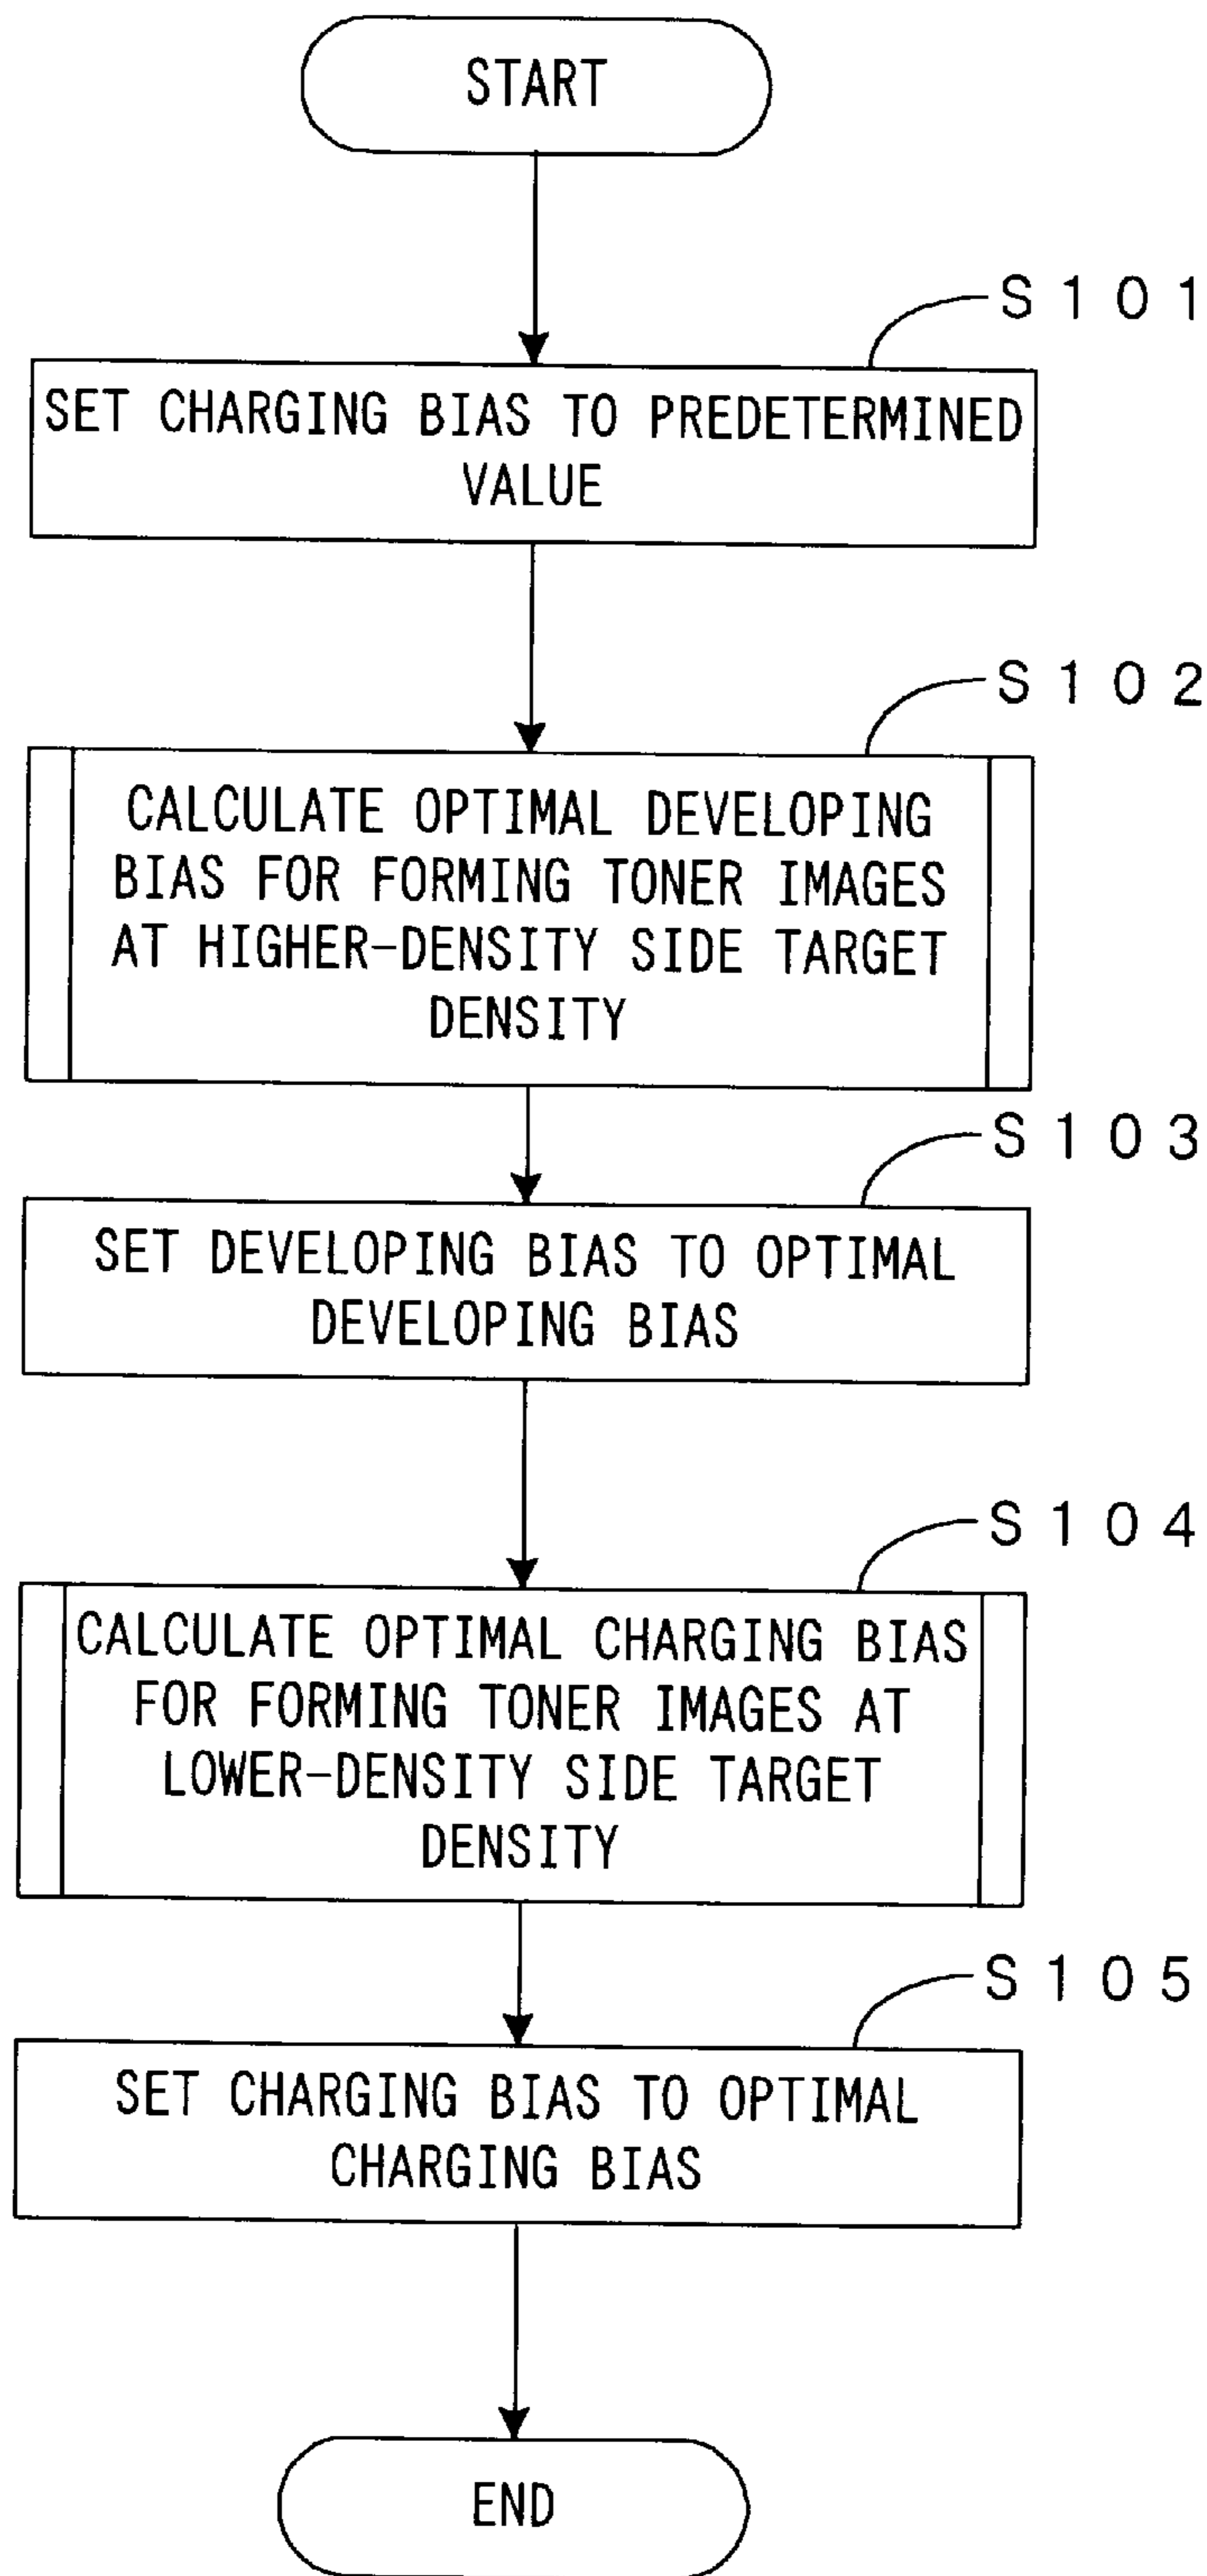 START
S101
SET CHARGING BIAS TO PREDETERMINED
VALUE
S102
CALCULATE OPTIMAL DEVELOPING
BIAS FOR FORMING TONER IMAGES
AT HIGHER-DENSITY SIDE TARGET
DENSITY
S103
SET DEVELOPING BIAS TO OPTIMAL
DEVELOPING BIAS
S104
CALCULATE OPTIMAL CHARGING BIAS
FOR FORMING TONER IMAGES AT
LOWER-DENSITY SIDE TARGET
DENSITY
S105
SET CHARGING BIAS TO OPTIMAL
CHARGING BIAS
END